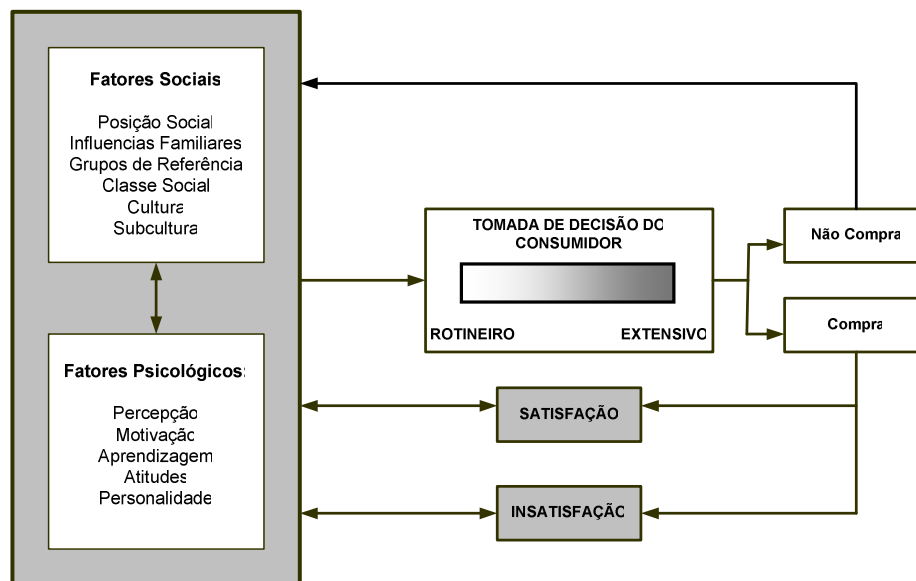 Fatores Sociais
Posição Social
Influencias Familiares
Grupos de Referência
Classe Social
Cultura
Subcultura
Fatores Psicológicos:
Percepção
Motivação
Aprendizagem
Atitudes
Personalidade
TOMADA DE DECISÃO DO
CONSUMIDOR
ROTINEIRO
EXTENSIVO
Não Compra
Compra
SATISFAÇÃO
INSATISFAÇÃO